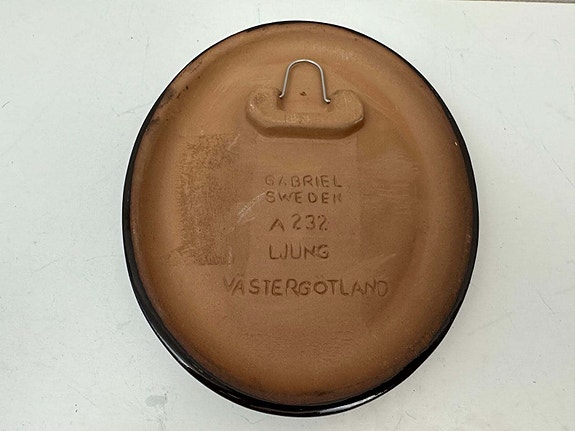 GABRIEL
SWEDEN
A 232
LJUNG
VÄSTERGÖTLAND